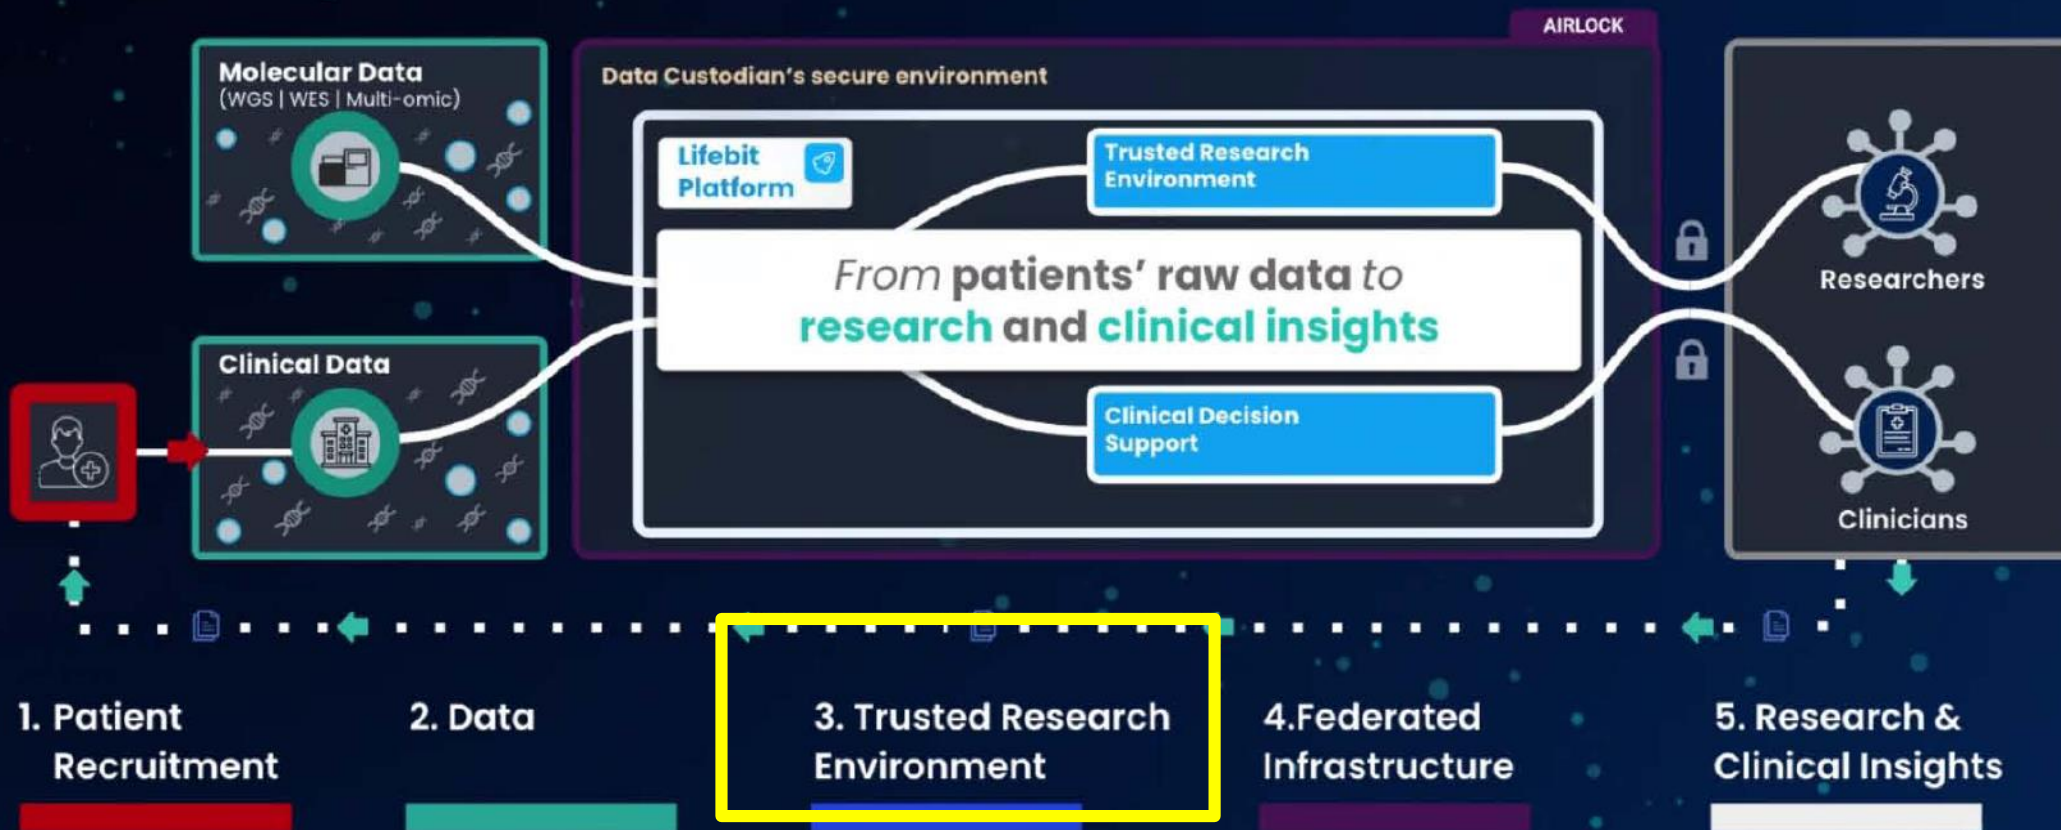 AIRLOCK
Molecular Data
(WGS | WES | Multi-omic)
Data Custodian's secure environment
Lifebit
Platform
Trusted Research
Environment
From patients' raw data to
research and clinical insights
Researchers
Clinical Data
Clinical Decision
Support
Clinicians
1. Patient
Recruitment
2. Data
3. Trusted Research
Environment
4.Federated
Infrastructure
5. Research &
Clinical Insights